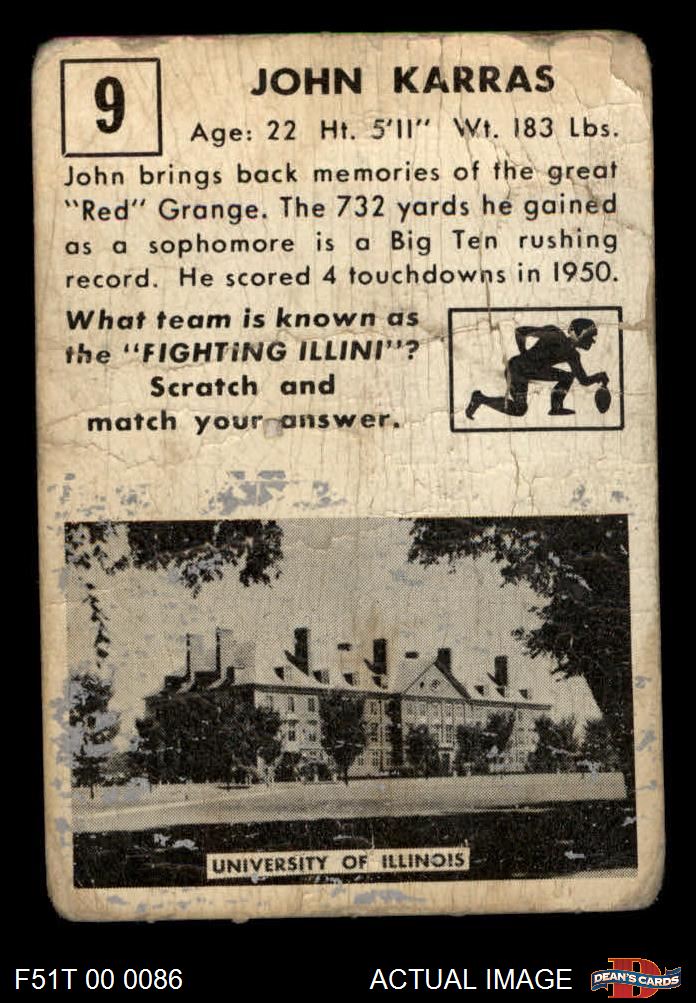 9
JOHN KARRAS
Age: 22 Ht. 5'11" Wt. 183 Lbs.
John brings back memories of the great
"Red" Grange. The 732 yards he gained
as a sophomore is a Big Ten rushing
record. He scored 4 touchdowns in 1950.
What team is known as
the "FIGHTING ILLINI"?
Scratch and
match your answer.
UNIVERSITY OF ILLINOIS
F51T 00 0086
ACTUAL IMAGE
D
DEAN'S CARDS